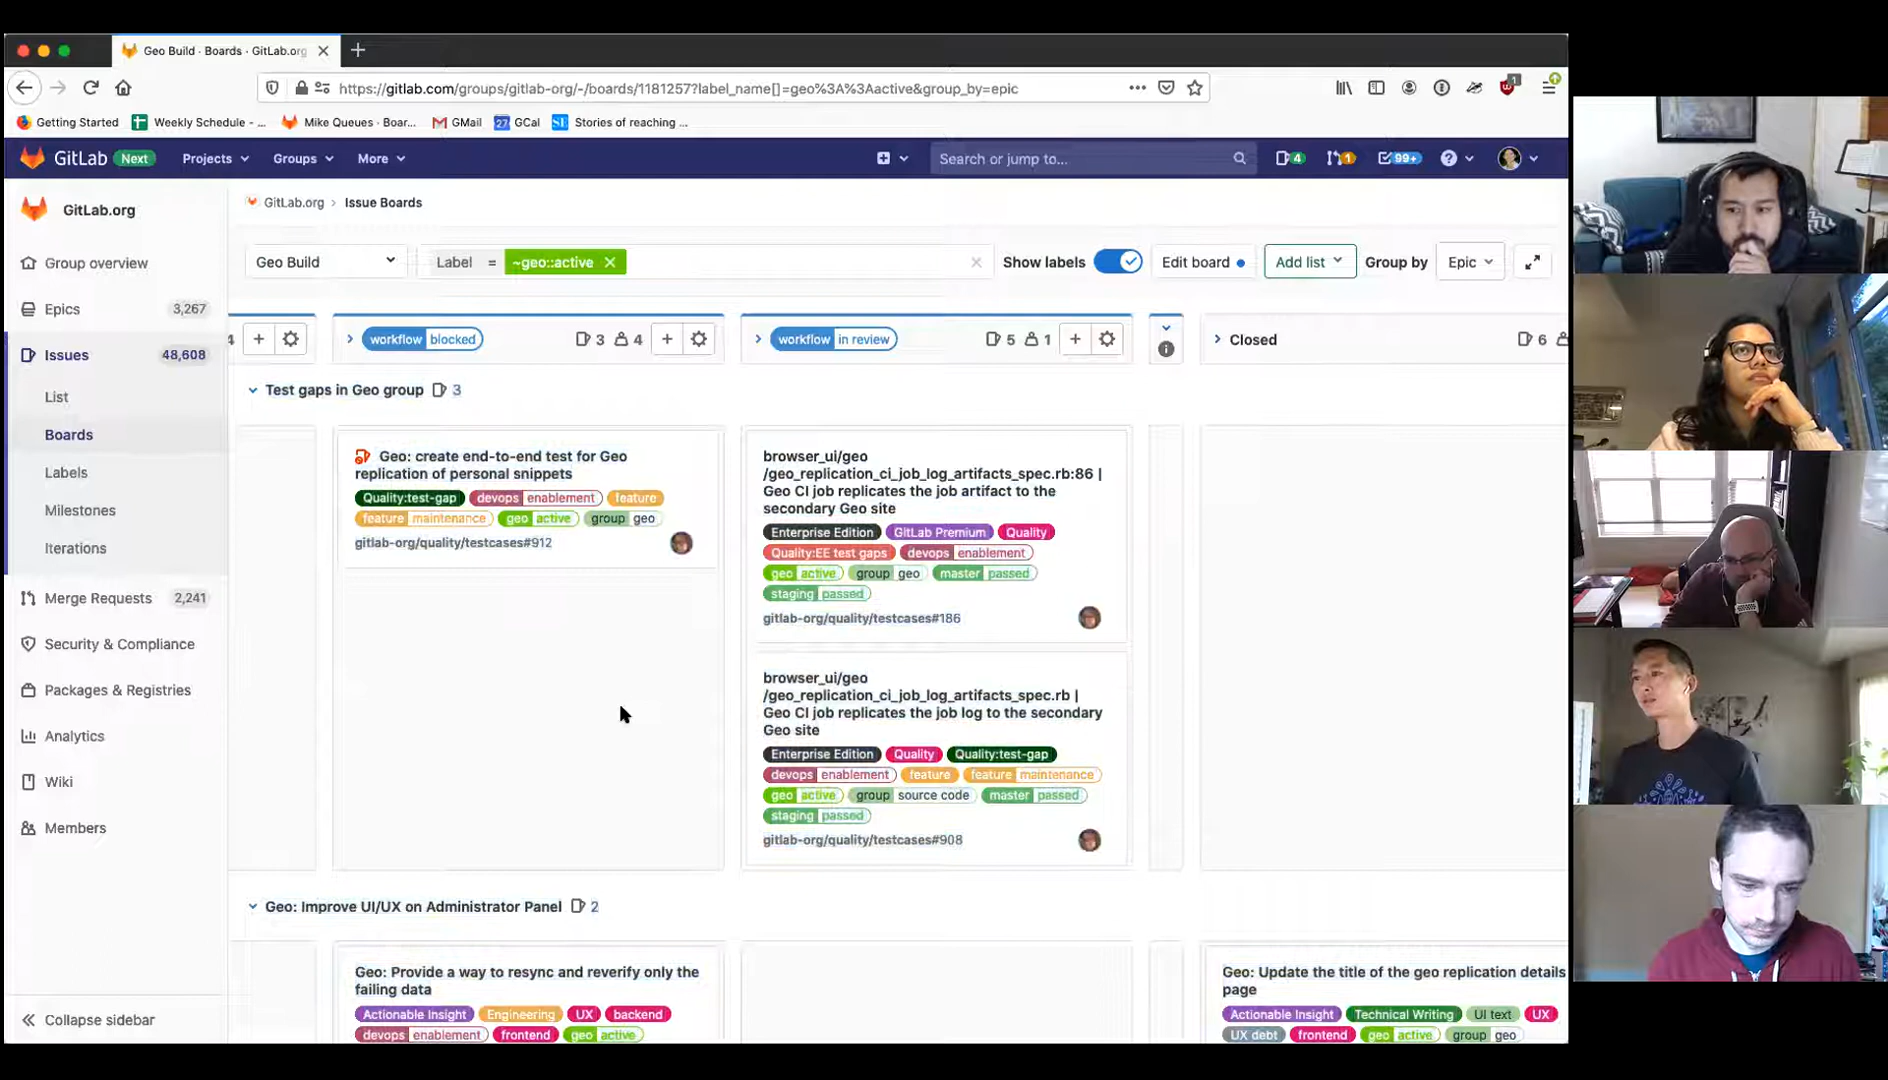 Geo Build · Boards · GitLab.org
https://gitlab.com/groups/gitlab-org/-/boards/1181257?label_name[]=geo%3A%3Aactive&group_by=epic
1
Getting Started
Weekly Schedule - ...
Mike Queues · Boar...
GMail
27 GCal
Stories of reaching ...
GitLab Next Projects Groups More
Search or jump to...
4 1 99+
GitLab.org
Group overview
Epics 3,267
Issues 48,608
List
Boards
Labels
Milestones
Iterations
Merge Requests 2,241
Security & Compliance
Packages & Registries
Analytics
Wiki
Members
Collapse sidebar
GitLab.org > Issue Boards
Geo Build
Label = ~geo::active
Show labels Edit board Add list Group by Epic
4
workflow blocked 3 4
workflow in review 5 1
Closed 6
Test gaps in Geo group 3
Geo: create end-to-end test for Geo
replication of personal snippets
Quality:test-gap devops enablement feature
feature maintenance geo active group geo
gitlab-org/quality/testcases#912
browser_ui/geo
/geo_replication_ci_job_log_artifacts_spec.rb:86 |
Geo CI job replicates the job artifact to the
secondary Geo site
Enterprise Edition GitLab Premium Quality
Quality:EE test gaps devops enablement
geo active group geo master passed
staging passed
gitlab-org/quality/testcases#186
browser_ui/geo
/geo_replication_ci_job_log_artifacts_spec.rb |
Geo CI job replicates the job log to the secondary
Geo site
Enterprise Edition Quality Quality:test-gap
devops enablement feature feature maintenance
geo active group source code master passed
staging passed
gitlab-org/quality/testcases#908
Geo: Improve UI/UX on Administrator Panel 2
Geo: Provide a way to resync and reverify only the
failing data
Actionable Insight Engineering UX backend
devops enablement frontend geo active
Geo: Update the title of the geo replication details
page
Actionable Insight Technical Writing UI text UX
UX debt frontend geo active group geo